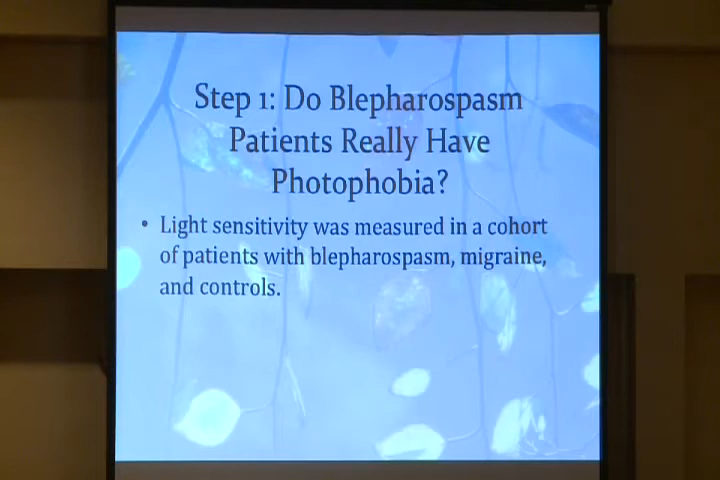 Step 1: Do Blepharospasm
Patients Really Have
Photophobia?
• Light sensitivity was measured in a cohort
of patients with blepharospasm, migraine,
and controls.